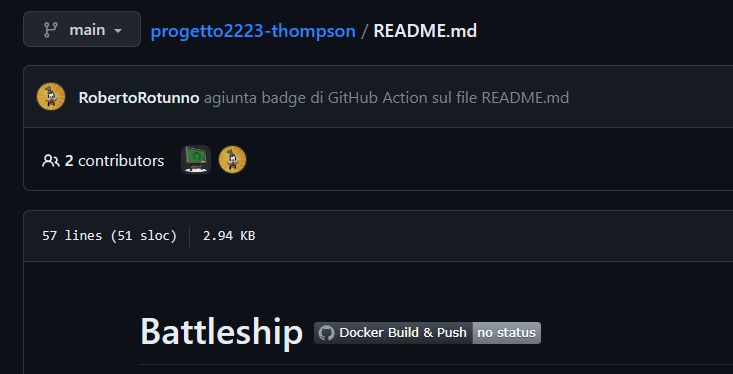 main
progetto2223-thompson / README.md
RobertoRotunno agiunta badge di GitHub Action sul file README.md
2 contributors
57 lines (51 sloc) 2.94 KB
Battleship Docker Build & Push no status